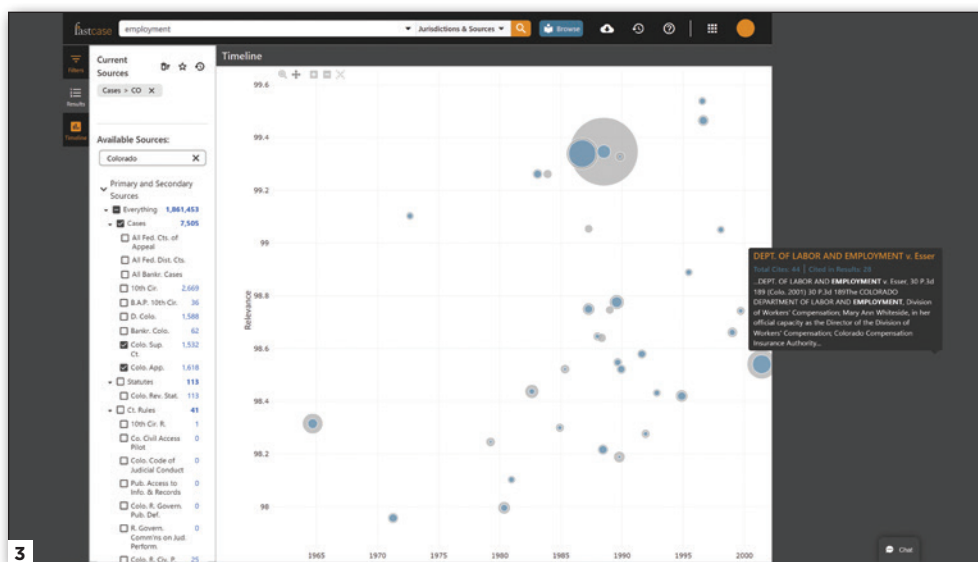 fastcase
employment
Jurisdictions & Sources
Browse
Filters
Results
Timeline
Current
Sources
Cases > CO X
Available Sources:
Colorado X
Primary and Secondary
Sources
Everything 1,861,453
Cases 7,505
All Fed. Cts. of
Appeal
All Fed. Dist. Cts.
All Bankr. Cases
10th Cir. 2,669
B.A.P. 10th Cir. 36
D. Colo. 1,588
Bankr. Colo. 62
Colo. Sup. 1,532
Ct.
Colo. App. 1,618
Statutes 113
Colo. Rev. Stat. 113
Ct. Rules 41
10th Cir. R. 1
Co. Civil Access 0
Pilot
Colo. Code of 0
Judicial Conduct
Pub. Access to 0
Info. & Records
Colo. R. Govern. 0
Pub. Def.
R. Govern. 0
Comm'ns on Jud.
Perform.
Colo. R. Civ. P. 25
Timeline
99.6
99.4
99.2
99
98.8
98.6
98.4
98.2
98
Relevance
1965 1970 1975 1980 1985 1990 1995 2000
DEPT. OF LABOR AND EMPLOYMENT v. Esser
Total Cites: 44 | Cited in Results: 28
...DEPT. OF LABOR AND EMPLOYMENT v. Esser, 30 P.3d
189 (Colo. 2001) 30 P.3d 189!The COLORADO
DEPARTMENT OF LABOR AND EMPLOYMENT, Division
of Workers' Compensation; Mary Ann Whiteside, in her
official capacity as the Director of the Division of
Workers' Compensation; Colorado Compensation
Insurance Authority...
Chat
3